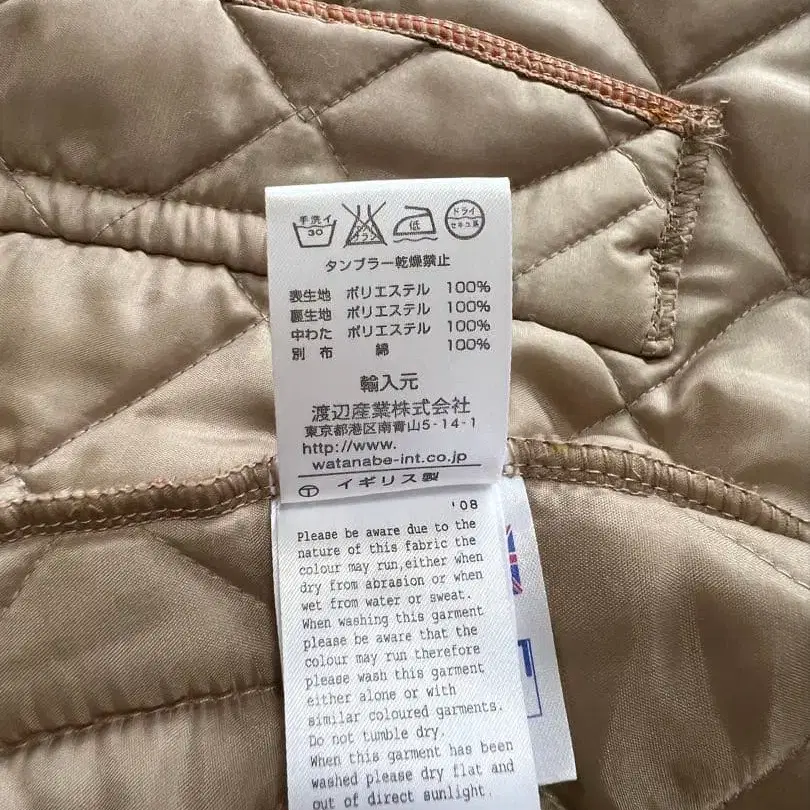 手洗イ
30
エンソ
サラシ
低
ドライ
セキユ系
タンブラー乾燥禁止
表生地 ポリエステル 100%
裏生地 ポリエステル 100%
中わた ポリエステル 100%
別 布 綿 100%
輸入元
渡辺産業株式会社
東京都港区南青山5-14-1
http://www.
watanabe-int.co.jp
T イギリス製
'08
Please be aware due to the
nature of this fabric the
colour may run,either when
dry from abrasion or when
wet from water or sweat.
When washing this garment
please be aware that the
colour may run therefore
please wash this garment
either alone or with
similar coloured garments.
Do not tumble dry.
When this garment has been
washed please dry flat and
out of direct sunlight.